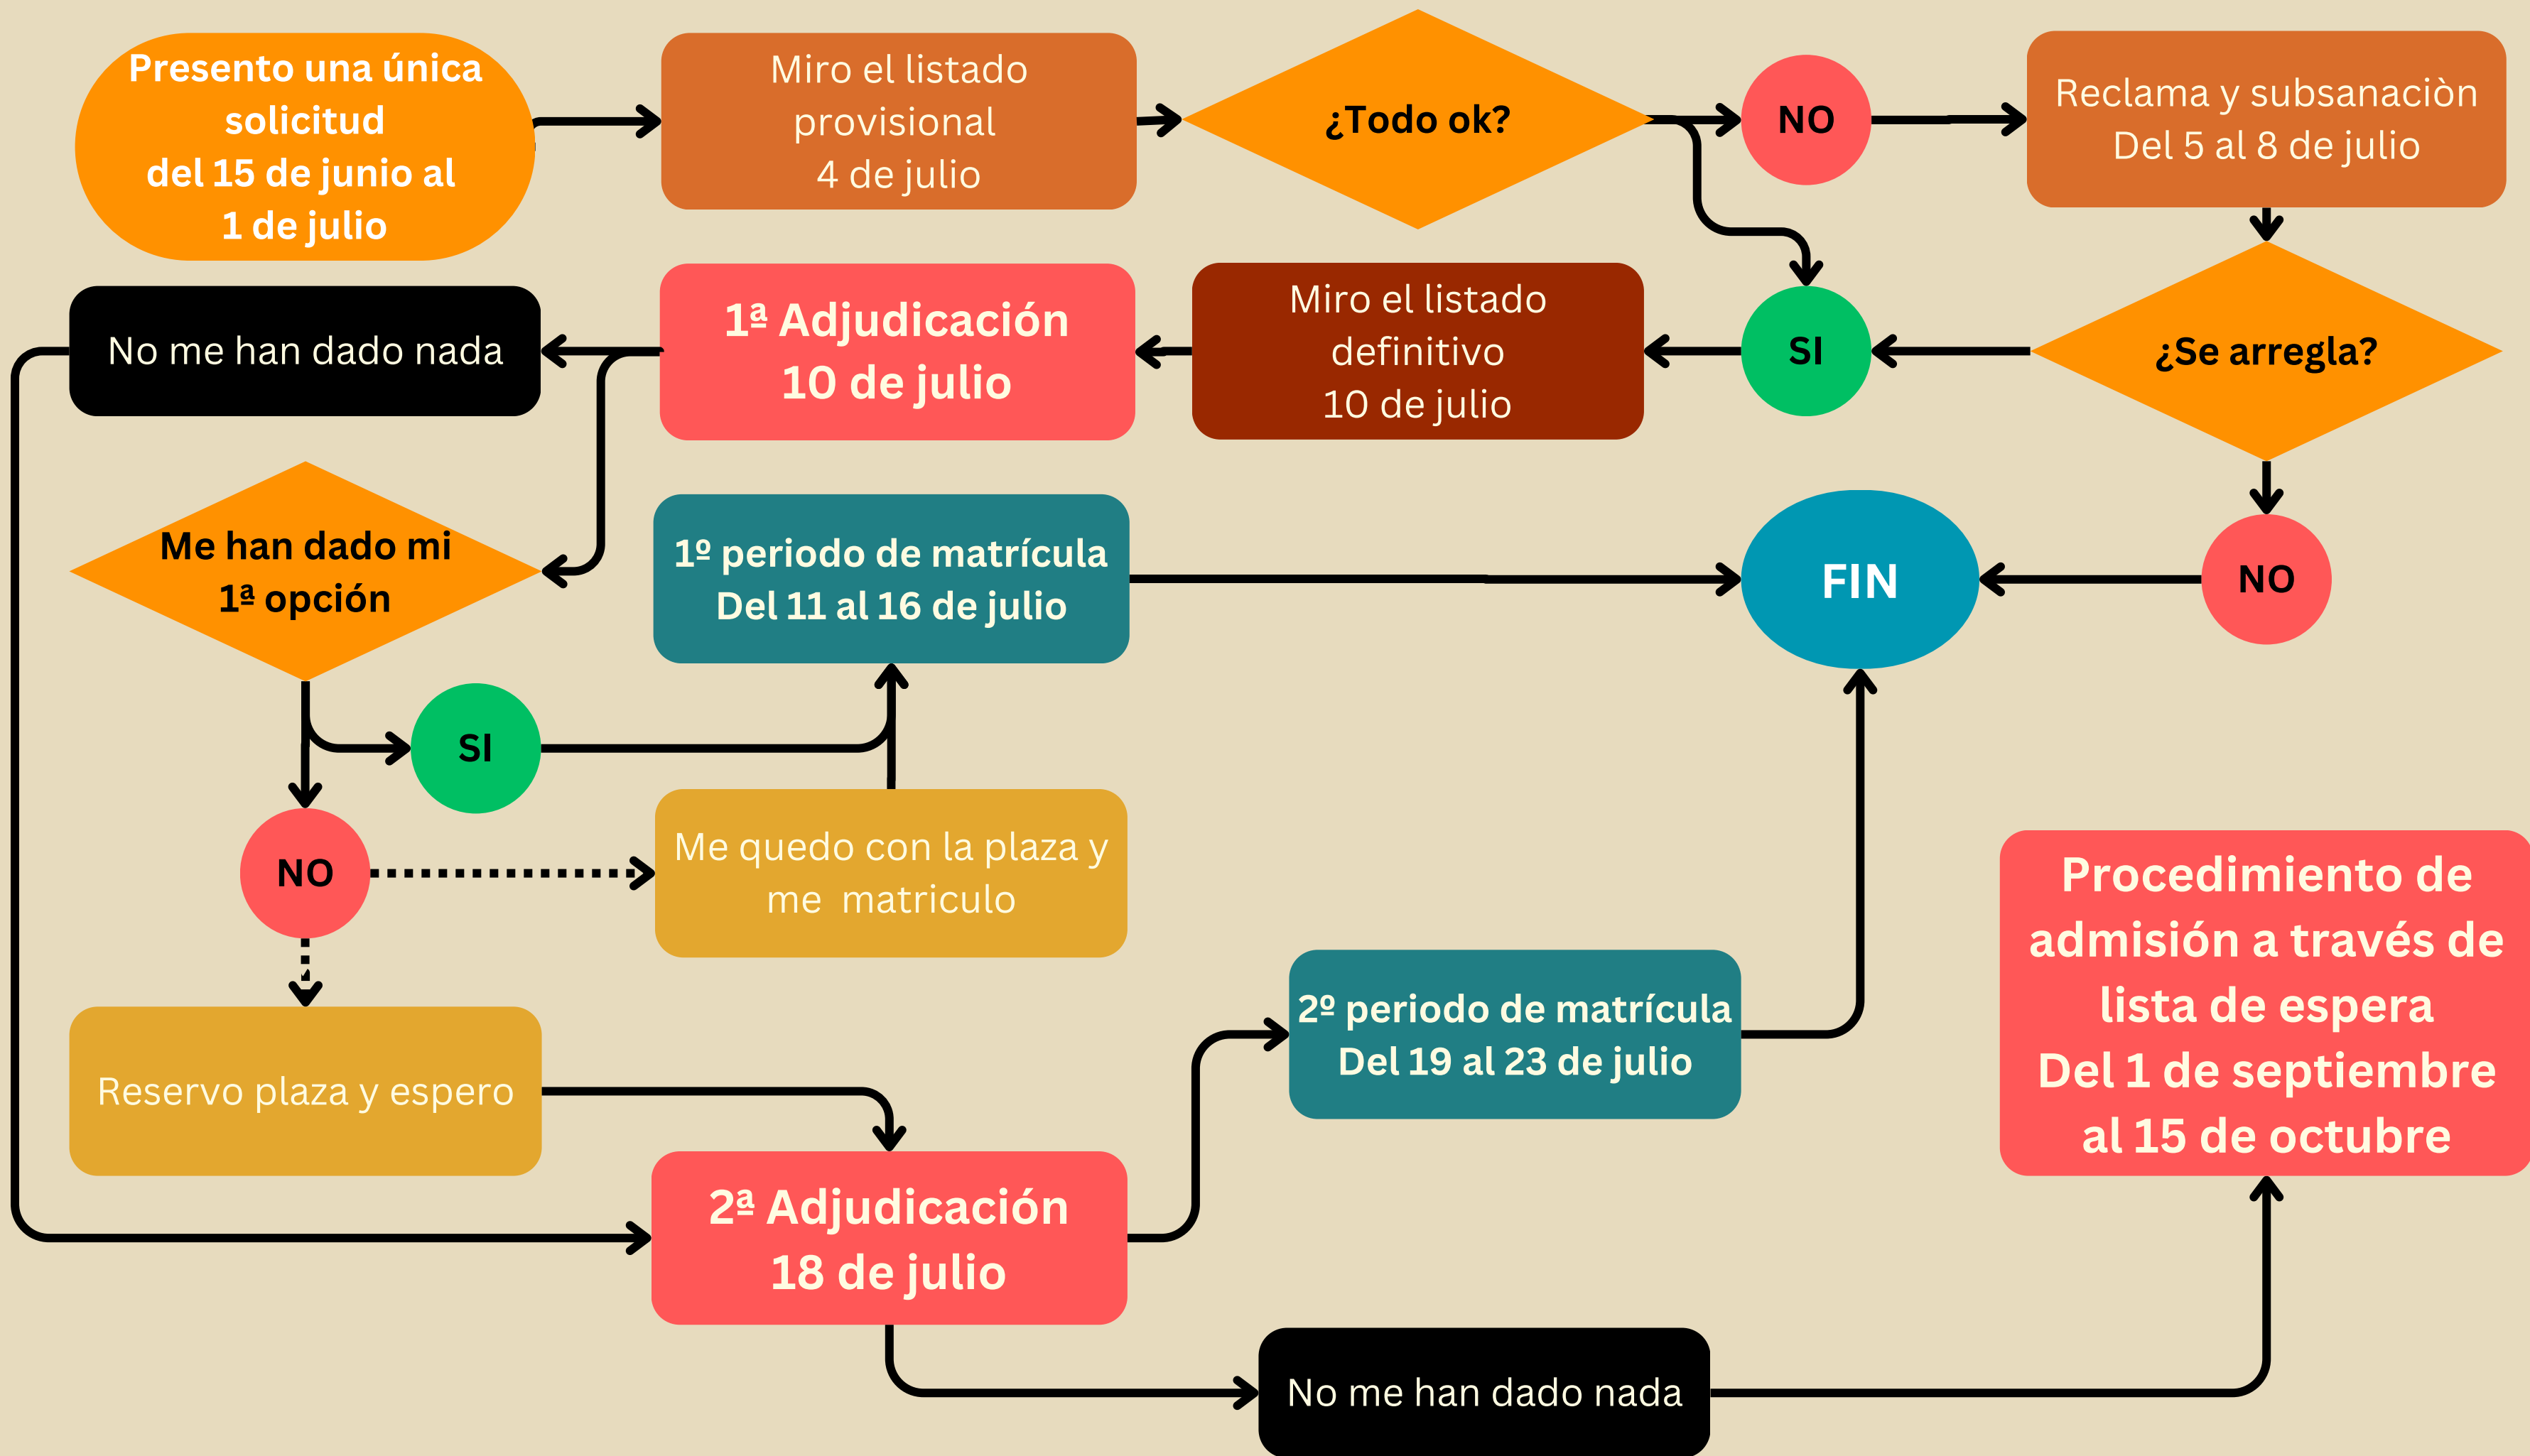 Presento una única
solicitud
del 15 de junio al
1 de julio
Miro el listado
provisional
4 de julio
¿Todo ok?
NO
Reclama y subsanaciòn
Del 5 al 8 de julio
No me han dado nada
1ª Adjudicación
10 de julio
Miro el listado
definitivo
10 de julio
SI
¿Se arregla?
Me han dado mi
1ª opción
1º periodo de matrícula
Del 11 al 16 de julio
FIN
NO
SI
NO
Me quedo con la plaza y
me  matriculo
Procedimiento de
admisión a través de
lista de espera
Del 1 de septiembre
al 15 de octubre
Reservo plaza y espero
2º periodo de matrícula
Del 19 al 23 de julio
2ª Adjudicación
18 de julio
No me han dado nada